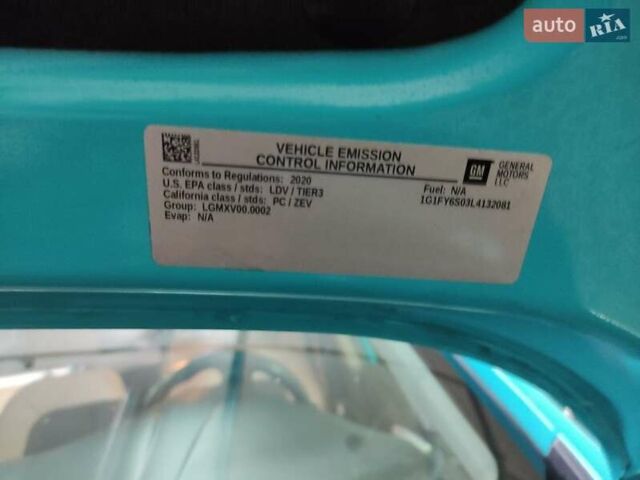 auto RIA.com
VEHICLE EMISSION
CONTROL INFORMATION
Conforms to Regulations: 2020
U.S. EPA class / stds: LDV / TIER3
California class / stds: PC / ZEV
Group: LGMXV00.0002
Evap: N/A
GM
GENERAL
MOTORS
LLC
Fuel: N/A
1G1FY6S03L4132081